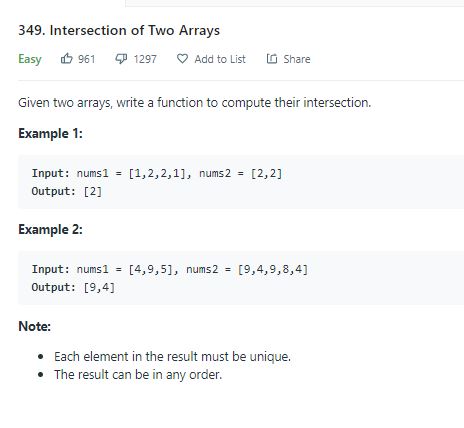 349. Intersection of Two Arrays
Easy 961 1297 Add to List Share
Given two arrays, write a function to compute their intersection.
Example 1:
Input: nums1 = [1,2,2,1], nums2 = [2,2]
Output: [2]
Example 2:
Input: nums1 = [4,9,5], nums2 = [9,4,9,8,4]
Output: [9,4]
Note:
• Each element in the result must be unique.
• The result can be in any order.